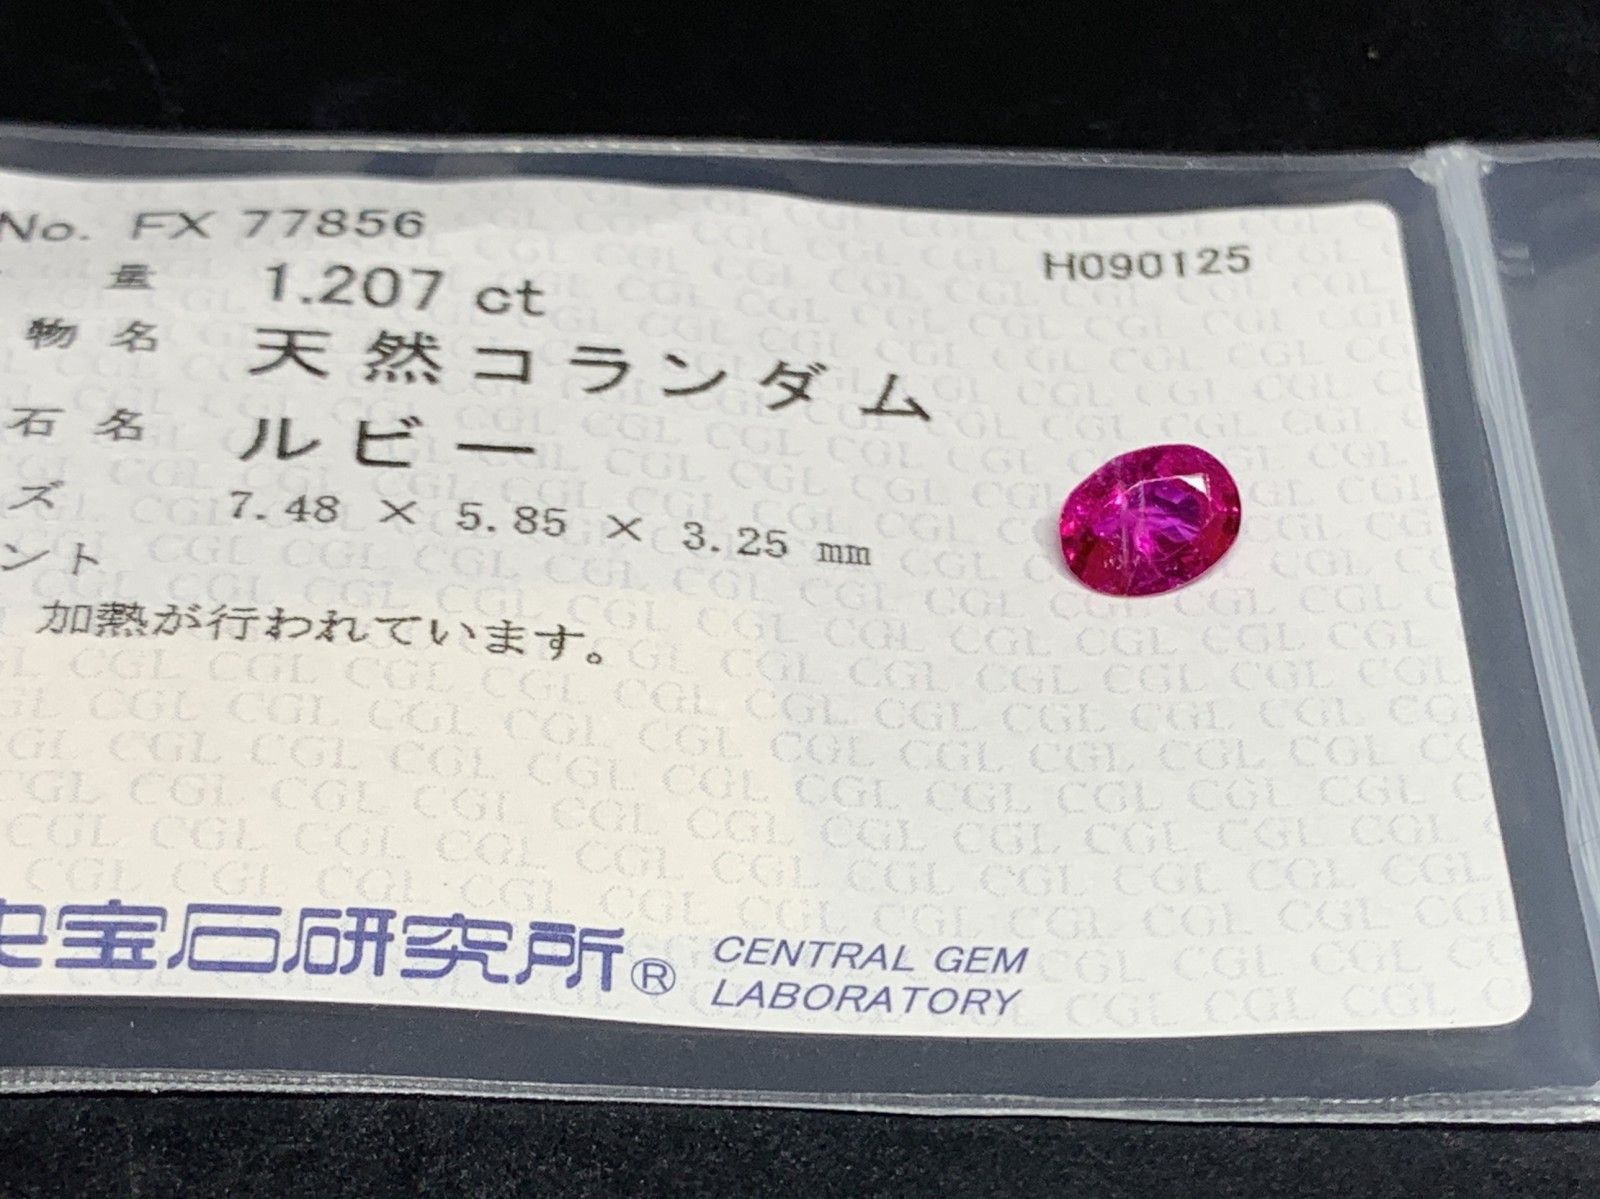 No. FX 77856
H090125
量 1.207 ct
物名 天然コランダム
石名 ルビー
ズ 7.48 × 5.85 × 3.25 mm
ント
加熱が行われています。
央宝石研究所®
CENTRAL GEM
LABORATORY